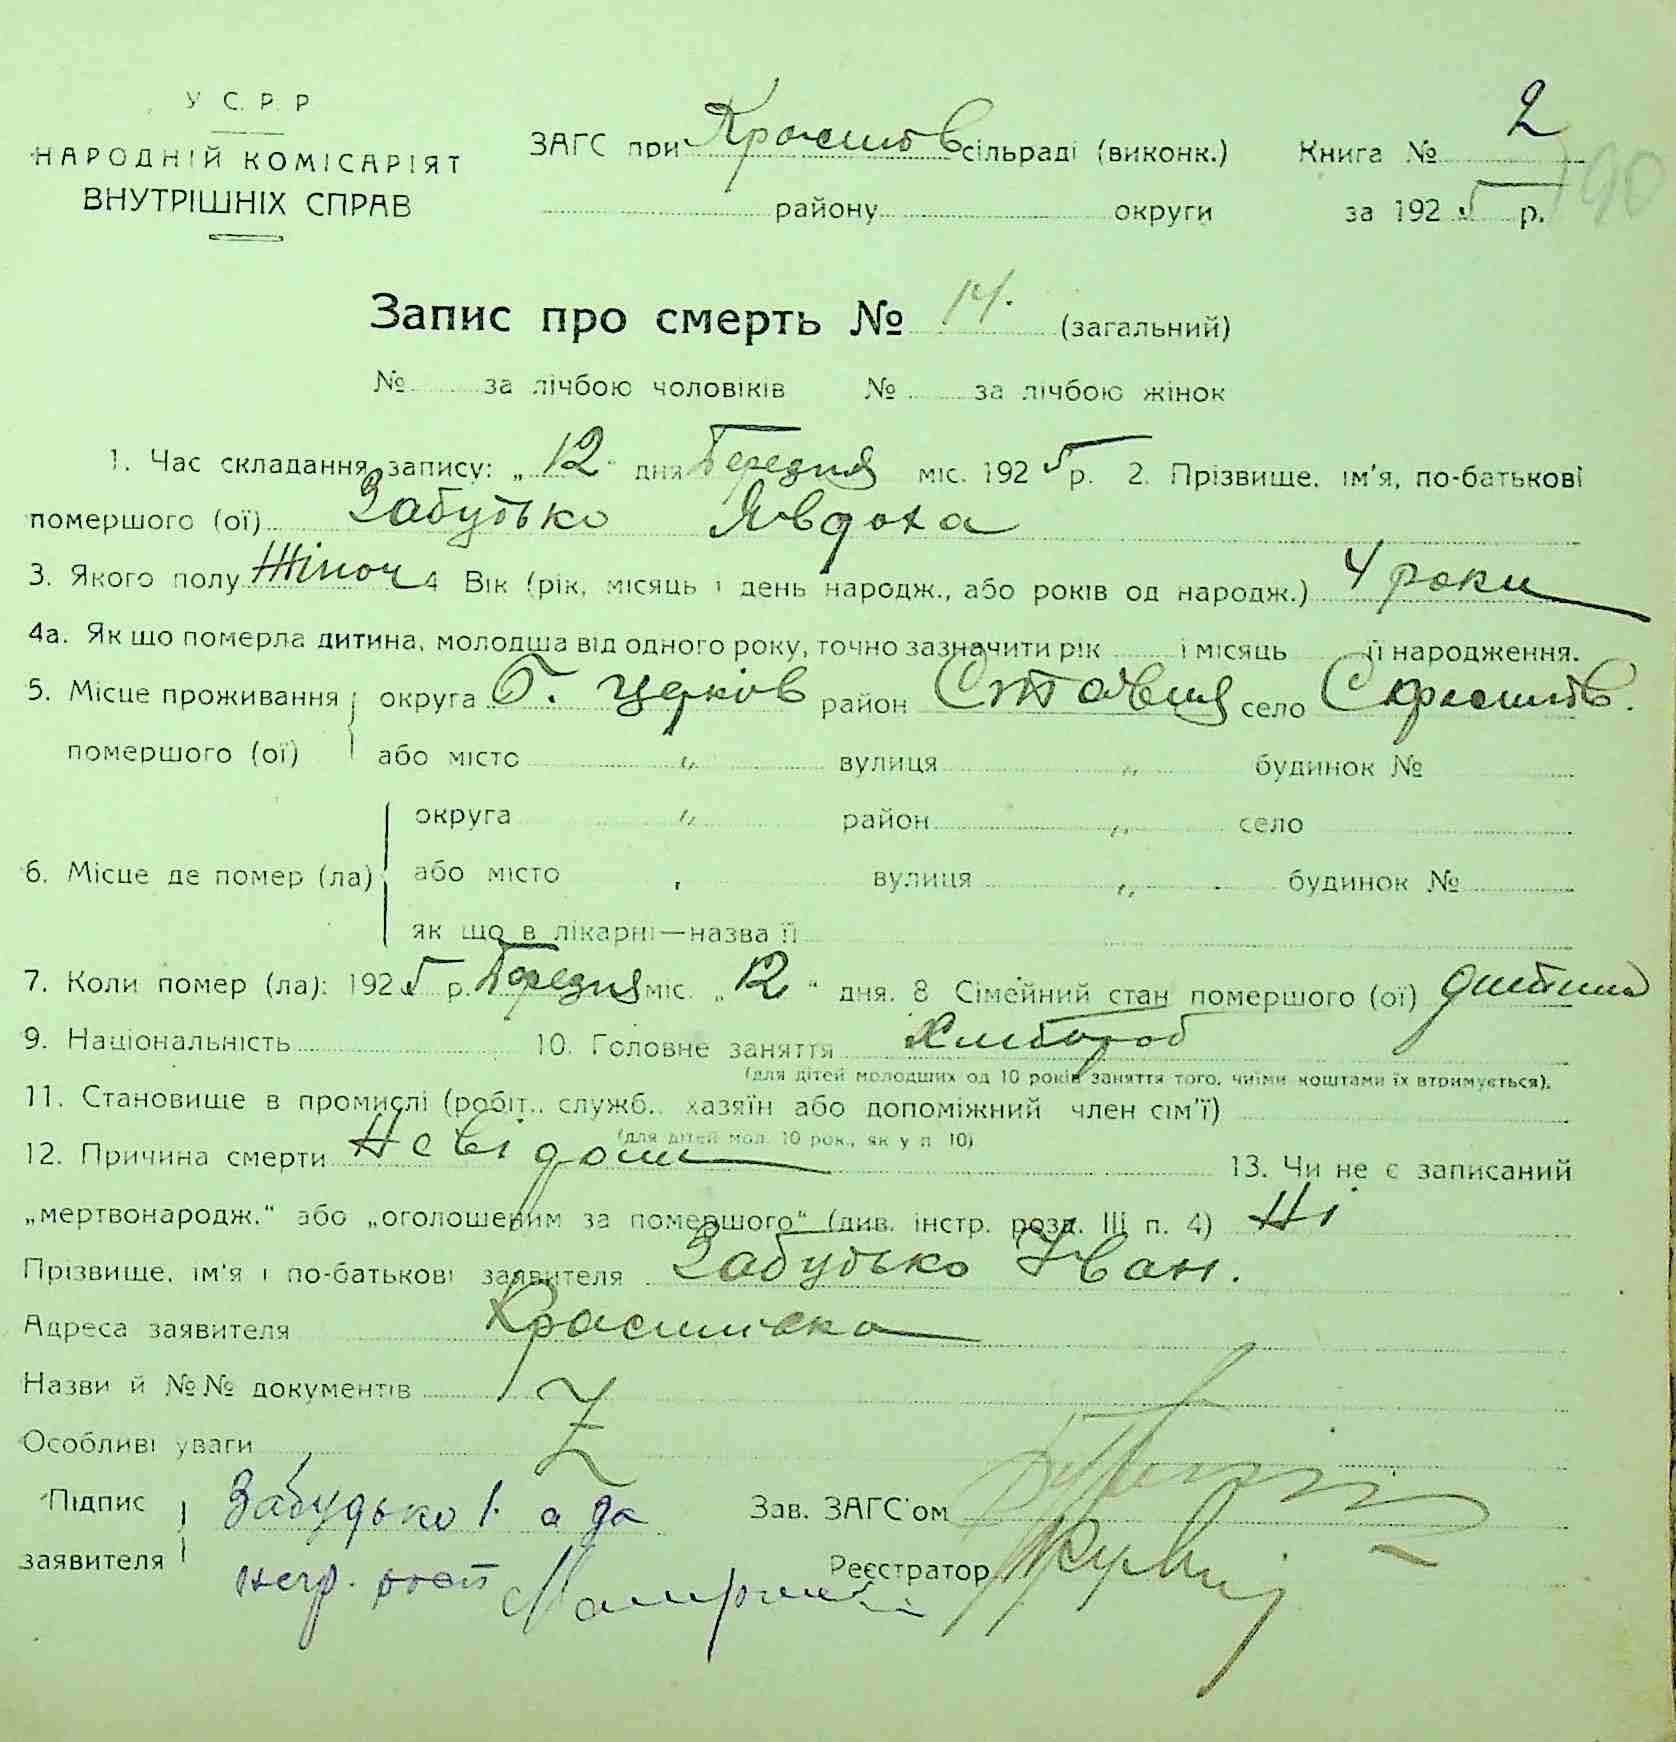 У С. Р. Р
НАРОДНІЙ КОМІСАРІЯТ
ВНУТРІШНІХ СПРАВ
ЗАГС при Красилів сільраді (виконк.) Книга № 2
району округи за 1925 р. 190
Запис про смерть № 14. (загальний)
№ за лічбою чоловіків № за лічбою жінок
1. Час складання запису: „ 12 " дня Березня міс. 1925 р. 2. Прізвище, ім'я, по-батькові
помершого (ої) Забудько Явдоха
3. Якого полу Жіноч 4 Вік (рік, місяць і день народж., або років од народж.) 4 роки
4а. Як що померла дитина, молодша від одного року, точно зазначити рік і місяць її народження.
5. Місце проживання округа Б. Церків район Ставищ село С Красилів.
помершого (ої) або місто „ вулиця „ будинок №
округа „ район „ село
6. Місце де помер (ла) або місто „ вулиця „ будинок №
як що в лікарні—назва її
7. Коли помер (ла): 1925 р. Березня міс. „ 12 " дня. 8 Сімейний стан помершого (ої) дитина
9. Національність 10. Головне заняття Хлибороб
(для дітей молодших од 10 років заняття того, чиїми коштами їх втримується).
11. Становище в промислі (робіт., служб., хазяїн або допоміжний член сім'ї)
(для дітей мол. 10 рок., як у п 10)
12. Причина смерти Невідома 13. Чи не є записаний
„мертвонародж." або „оголошеним за помершого" (див. інстр. розд. III п. 4) Ні
Прізвище, ім'я і по-батькові заявителя Забудько Іван.
Адреса заявителя Красилівка
Назви й №№ документів
Особливі уваги
Підпис Забудько І. а за Зав. ЗАГС'ом
заявителя негр. рост Реєстратор